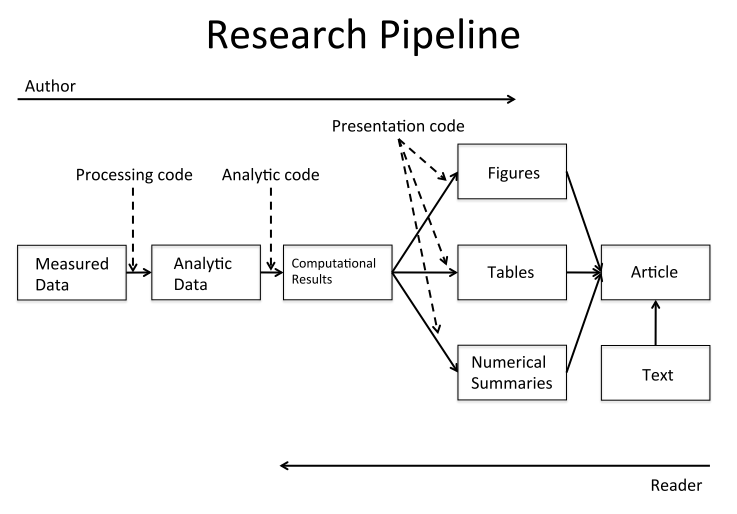 Research Pipeline
Author
Presentation code
Processing code
Analytic code
Figures
Measured
Data
Analytic
Data
Computational
Results
Tables
Article
Numerical
Summaries
Text
Reader